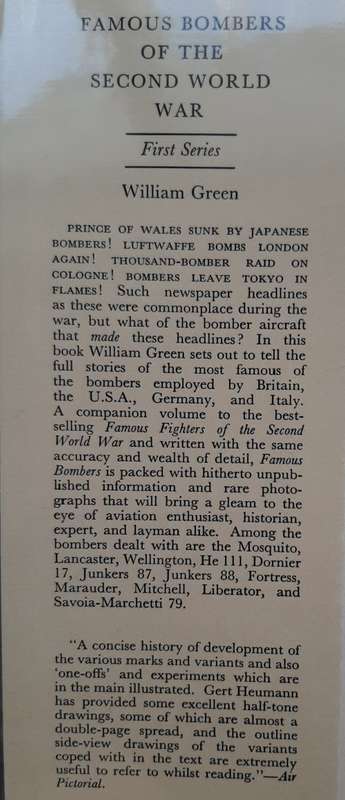 FAMOUS BOMBERS
OF THE
SECOND WORLD
WAR
First Series
William Green
PRINCE OF WALES SUNK BY JAPANESE
BOMBERS! LUFTWAFFE BOMBS LONDON
AGAIN! THOUSAND-BOMBER RAID ON
COLOGNE! BOMBERS LEAVE TOKYO IN
FLAMES! Such newspaper headlines
as these were commonplace during the
war, but what of the bomber aircraft
that made these headlines? In this
book William Green sets out to tell the
full stories of the most famous of
the bombers employed by Britain,
the U.S.A., Germany, and Italy.
A companion volume to the best-
selling Famous Fighters of the Second
World War and written with the same
accuracy and wealth of detail, Famous
Bombers is packed with hitherto unpub-
lished information and rare photo-
graphs that will bring a gleam to the
eye of aviation enthusiast, historian,
expert, and layman alike. Among the
bombers dealt with are the Mosquito,
Lancaster, Wellington, He 111, Dornier
17, Junkers 87, Junkers 88, Fortress,
Marauder, Mitchell, Liberator, and
Savoia-Marchetti 79.
"A concise history of development of
the various marks and variants and also
'one-offs' and experiments which are
in the main illustrated. Gert Heumann
has provided some excellent half-tone
drawings, some of which are almost a
double-page spread, and the outline
side-view drawings of the variants
coped with in the text are extremely
useful to refer to whilst reading."—Air
Pictorial.